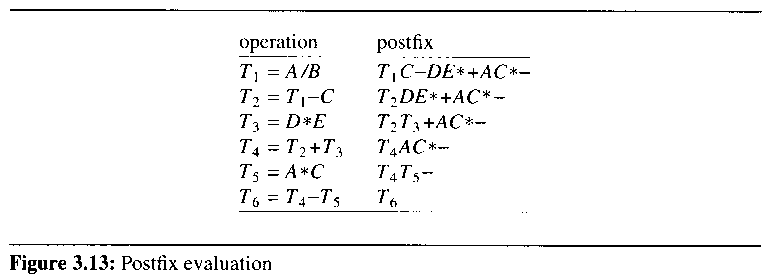 operation postfix
T₁ = A/B T₁C−DE*+AC*−
T₂ = T₁−C T₂DE*+AC*−
T₃ = D*E T₂T₃+AC*−
T₄ = T₂+T₃ T₄AC*−
T₅ = A*C T₄T₅−
T₆ = T₄−T₅ T₆
Figure 3.13: Postfix evaluation